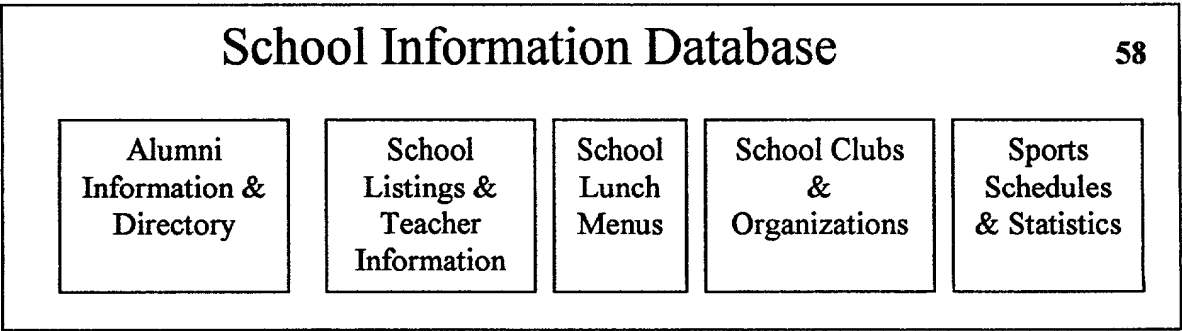 School Information Database
58
Alumni
Information &
Directory
School
Listings &
Teacher
Information
School
Lunch
Menus
School Clubs
&
Organizations
Sports
Schedules
& Statistics